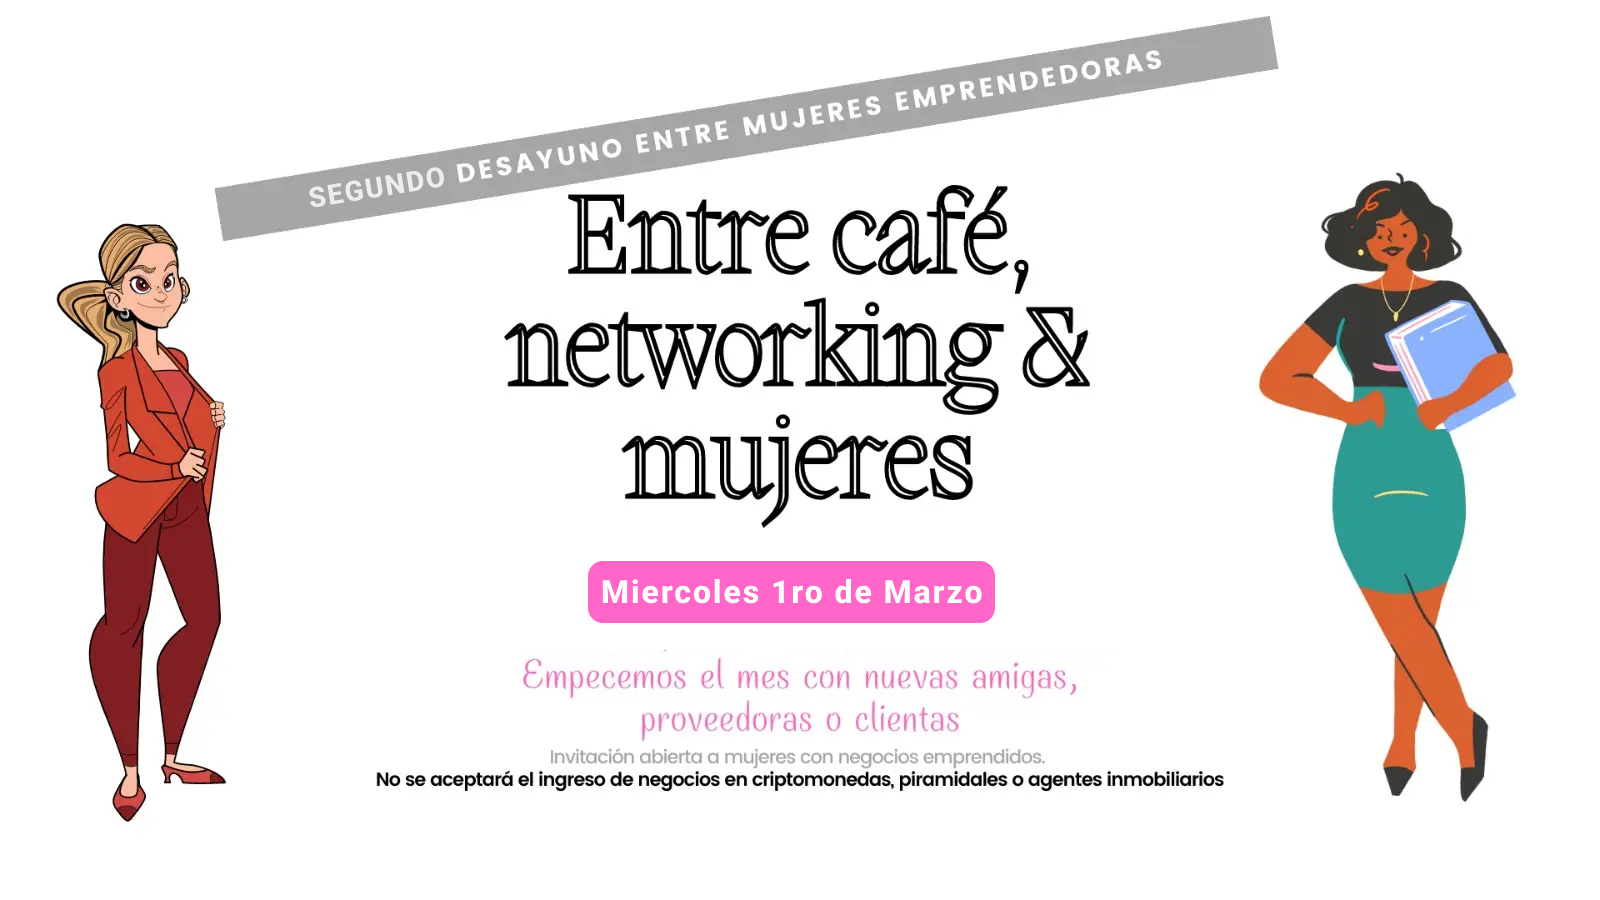 SEGUNDO DESAYUNO ENTRE MUJERES EMPRENDEDORAS
Entre café,
networking &
mujeres
Miercoles 1ro de Marzo
Empecemos el mes con nuevas amigas,
proveedoras o clientas
Invitación abierta a mujeres con negocios emprendidos.
No se aceptará el ingreso de negocios en criptomonedas, piramidales o agentes inmobiliarios